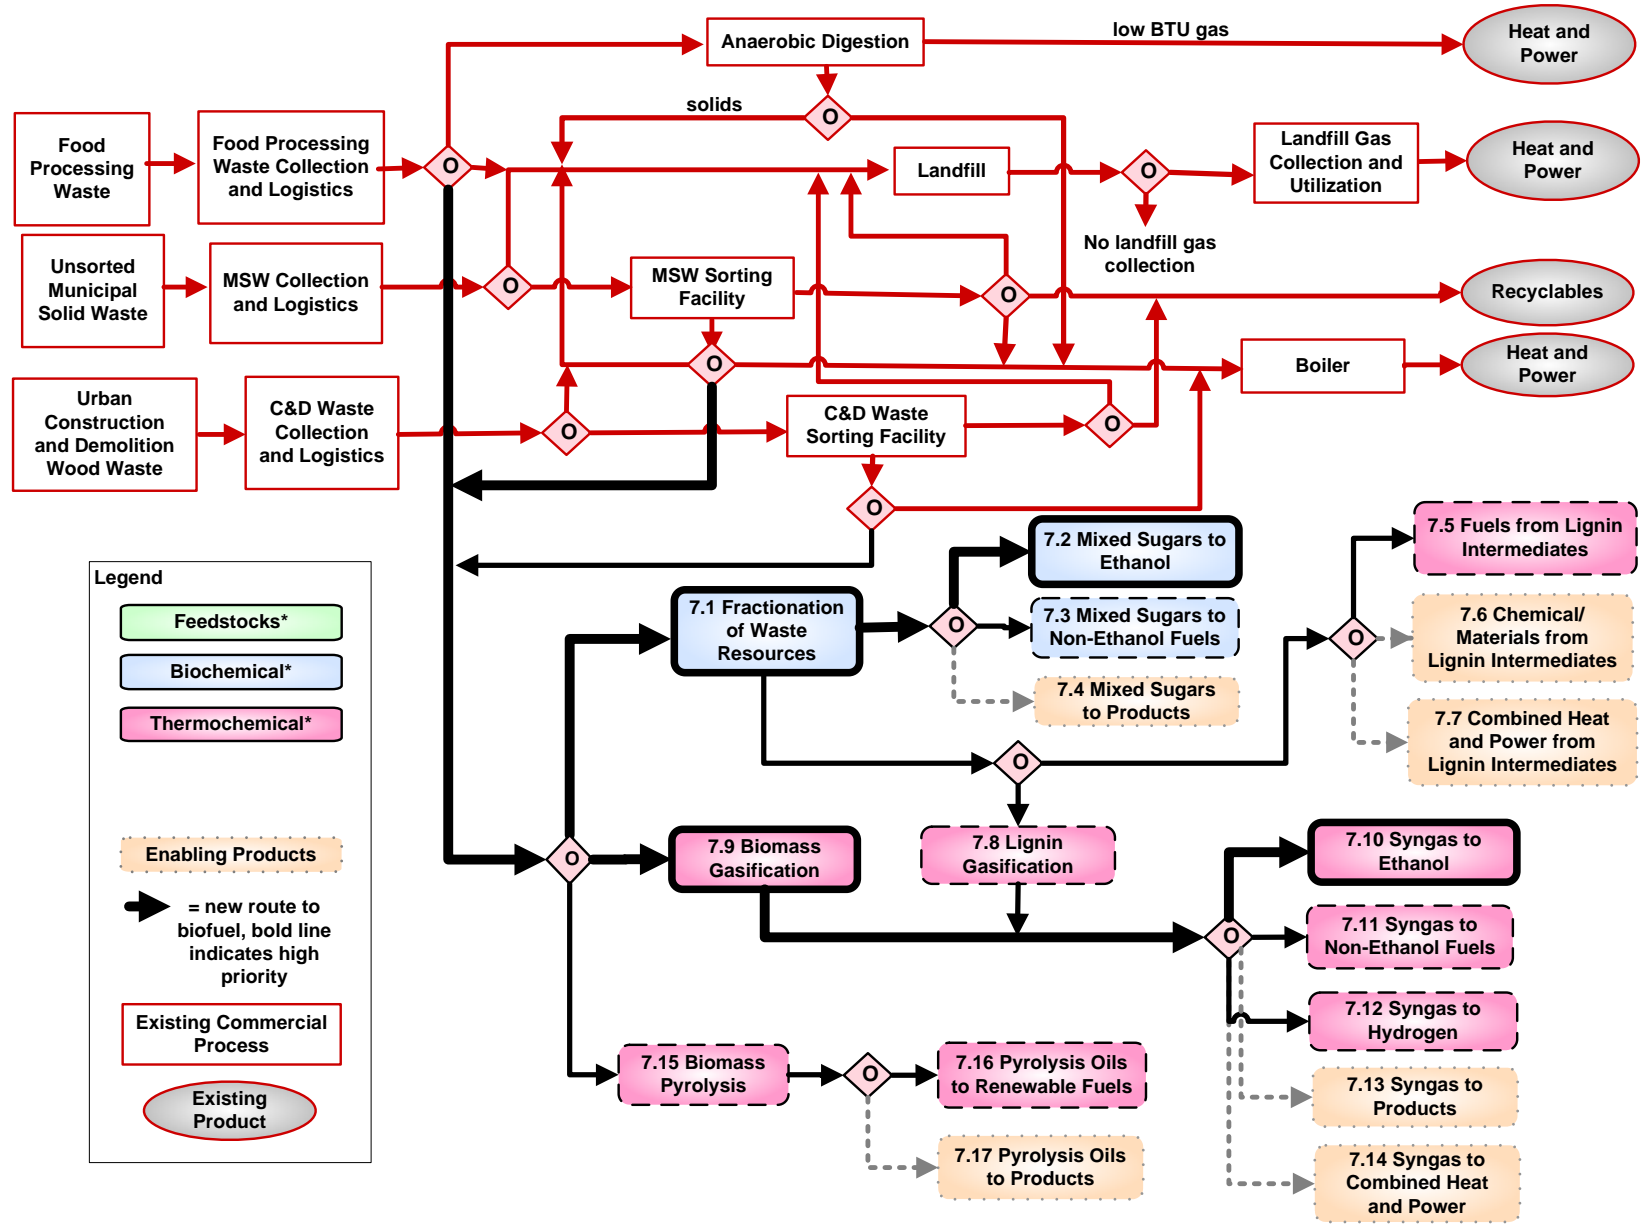 Anaerobic Digestion
low BTU gas
Heat and
Power
solids
O
Food
Processing
Waste
Food Processing
Waste Collection
and Logistics
O
Landfill
O
Landfill Gas
Collection and
Utilization
Heat and
Power
No landfill gas
collection
Unsorted
Municipal
Solid Waste
MSW Collection
and Logistics
O
MSW Sorting
Facility
O
Recyclables
O
Boiler
Heat and
Power
Urban
Construction
and Demolition
Wood Waste
C&D Waste
Collection
and Logistics
O
C&D Waste
Sorting Facility
O
O
7.1 Fractionation
of Waste
Resources
O
7.2 Mixed Sugars to
Ethanol
7.3 Mixed Sugars to
Non-Ethanol Fuels
7.4 Mixed Sugars
to Products
O
7.5 Fuels from Lignin
Intermediates
7.6 Chemical/
Materials from
Lignin Intermediates
7.7 Combined Heat
and Power from
Lignin Intermediates
O
O
7.9 Biomass
Gasification
7.8 Lignin
Gasification
O
7.10 Syngas to
Ethanol
7.11 Syngas to
Non-Ethanol Fuels
7.12 Syngas to
Hydrogen
7.13 Syngas to
Products
7.14 Syngas to
Combined Heat
and Power
7.15 Biomass
Pyrolysis
O
7.16 Pyrolysis Oils
to Renewable Fuels
7.17 Pyrolysis Oils
to Products
Legend
Feedstocks*
Biochemical*
Thermochemical*
Enabling Products
= new route to
biofuel, bold line
indicates high
priority
Existing Commercial
Process
Existing
Product